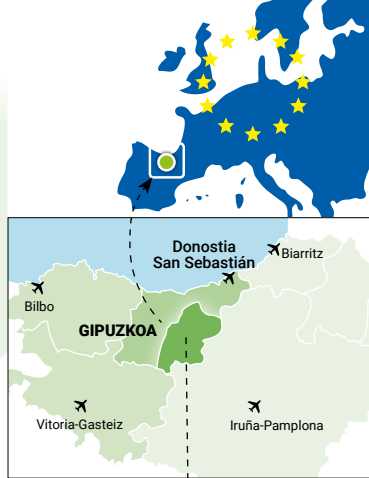 Donostia
San Sebastián
Biarritz
Bilbo
GIPUZKOA
Vitoria-Gasteiz
Iruña-Pamplona